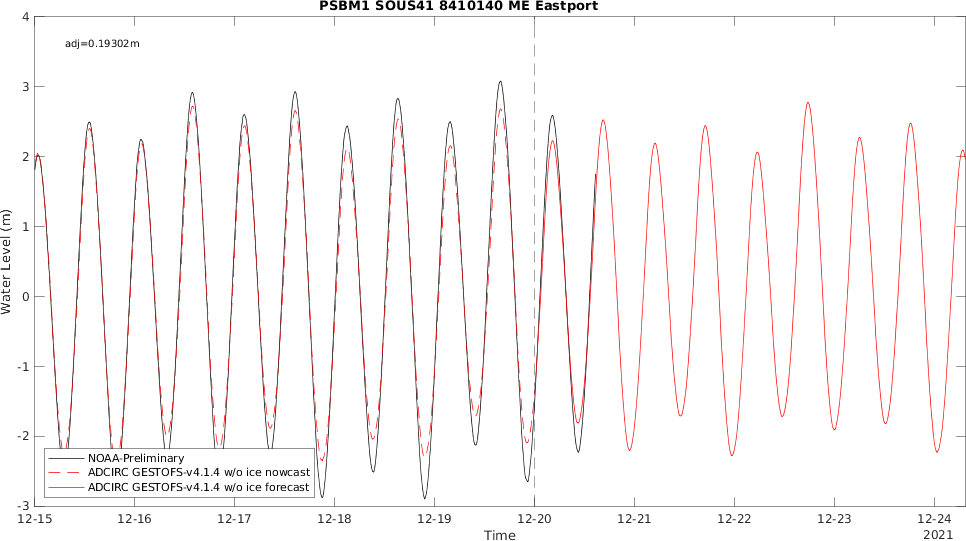 PSBM1 SOUS41 8410140 ME Eastport
adj=0.19302m
4
3
2
1
0
-1
-2
-3
Water Level (m)
NOAA-Preliminary
ADCIRC GESTOFS-v4.1.4 w/o ice nowcast
ADCIRC GESTOFS-v4.1.4 w/o ice forecast
12-15 12-16 12-17 12-18 12-19 12-20 12-21 12-22 12-23 12-24
Time
2021